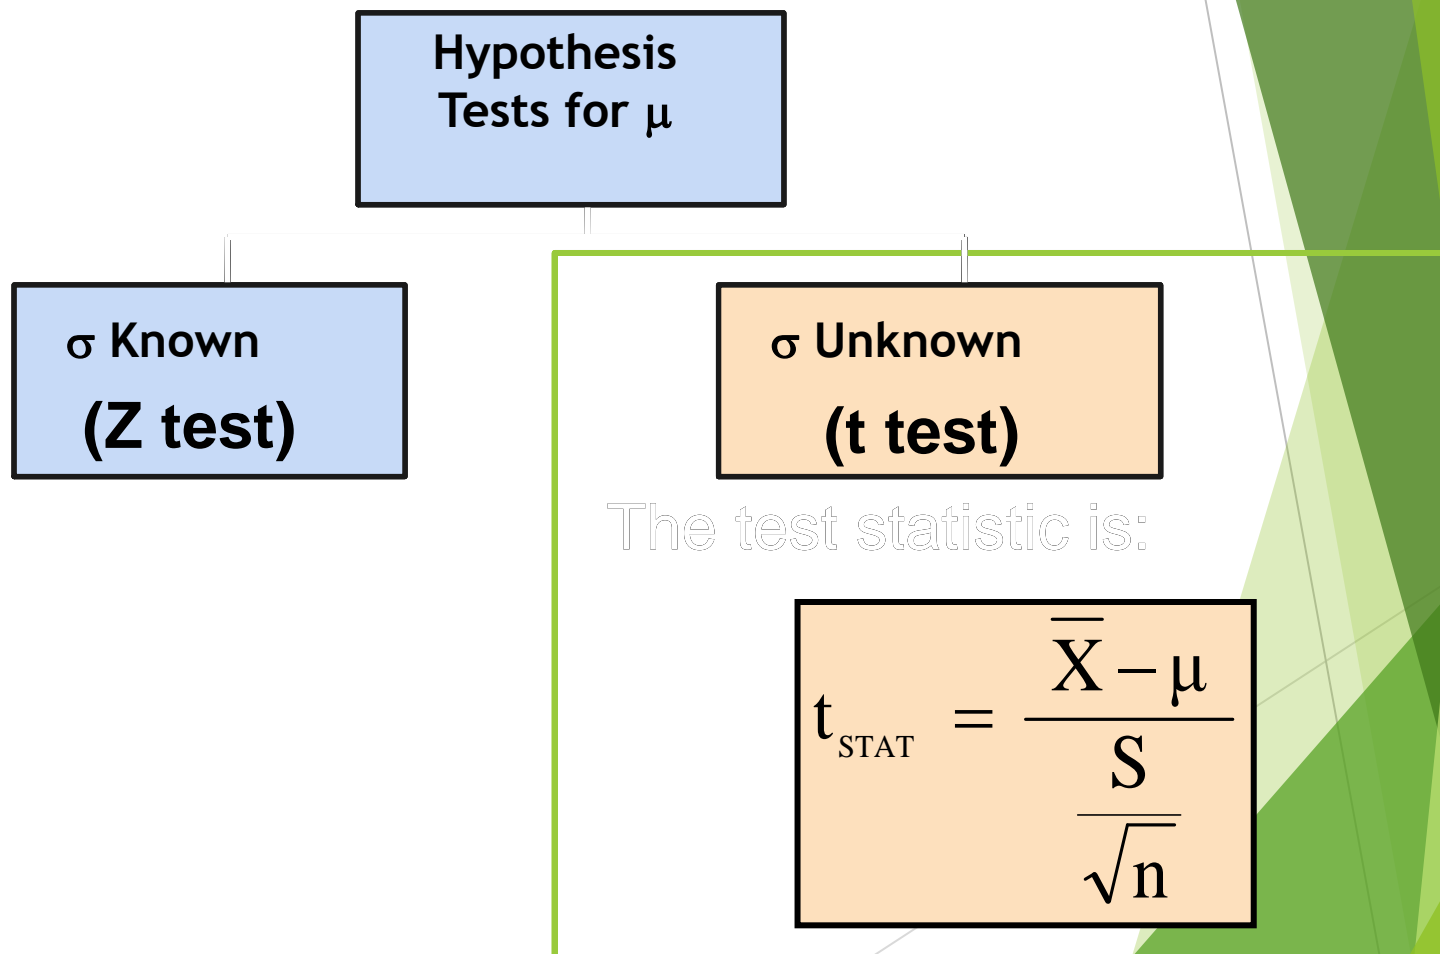 Hypothesis
Tests for μ
σ Known
(Z test)
σ Unknown
(t test)
The test statistic is:
t_STAT = (X̅ − μ) / (S / √n)